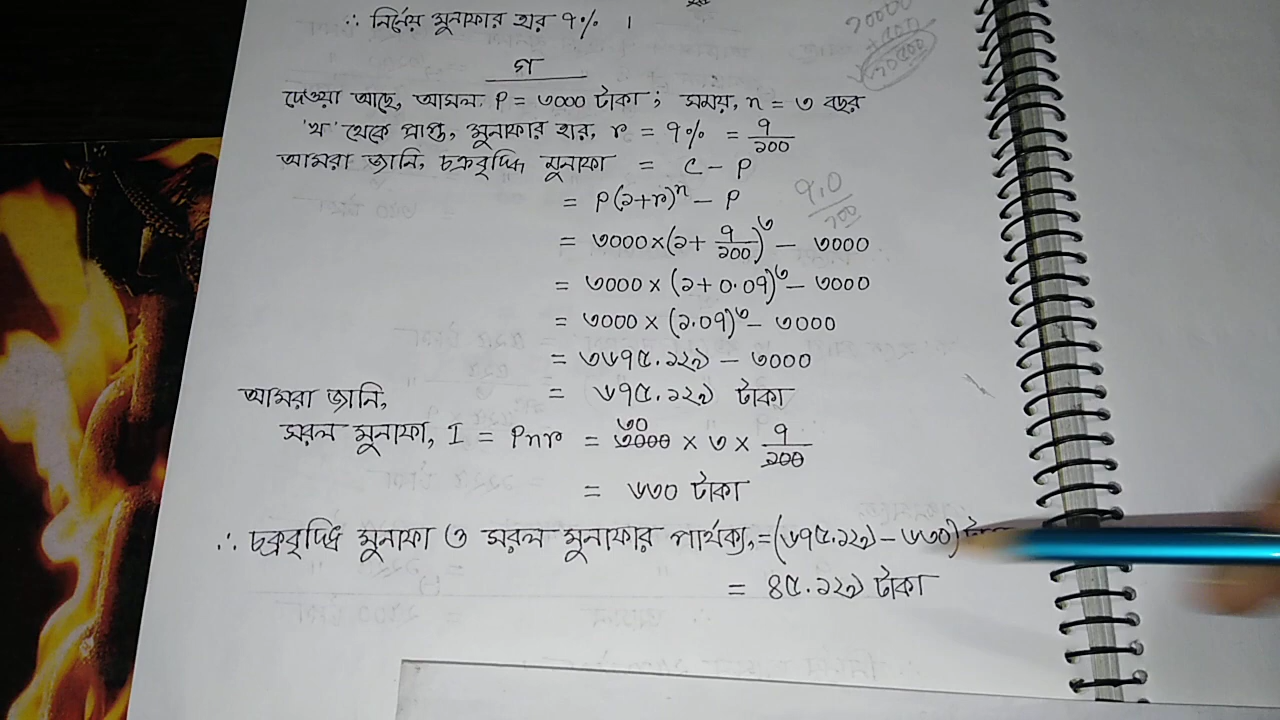 ∴ নির্ণেয় মুনাফার হার ৭% ।
গ
দেওয়া আছে, আসল P = ৩০০০ টাকা ; সময়, n = ৩ বছর
'খ' থেকে প্রাপ্ত, মুনাফার হার, r = ৭% = ৭/১০০
আমরা জানি, চক্রবৃদ্ধি মুনাফা = C - P
= P(১+r)ⁿ - P
= ৩০০০×(১+ ৭/১০০)³ - ৩০০০
= ৩০০০ × (১+ ০.০৭)³ - ৩০০০
= ৩০০০ × (১.০৭)³ - ৩০০০
= ৩৬৭৫.১২৯ - ৩০০০
= ৬৭৫.১২৯ টাকা
আমরা জানি,
সরল মুনাফা, I = Pnr = ৩০০০ × ৩ × ৭/১০০
= ৬৩০ টাকা
∴ চক্রবৃদ্ধি মুনাফা ও সরল মুনাফার পার্থক্য, = (৬৭৫.১২৯ - ৬৩০)
= ৪৫.১২৯ টাকা